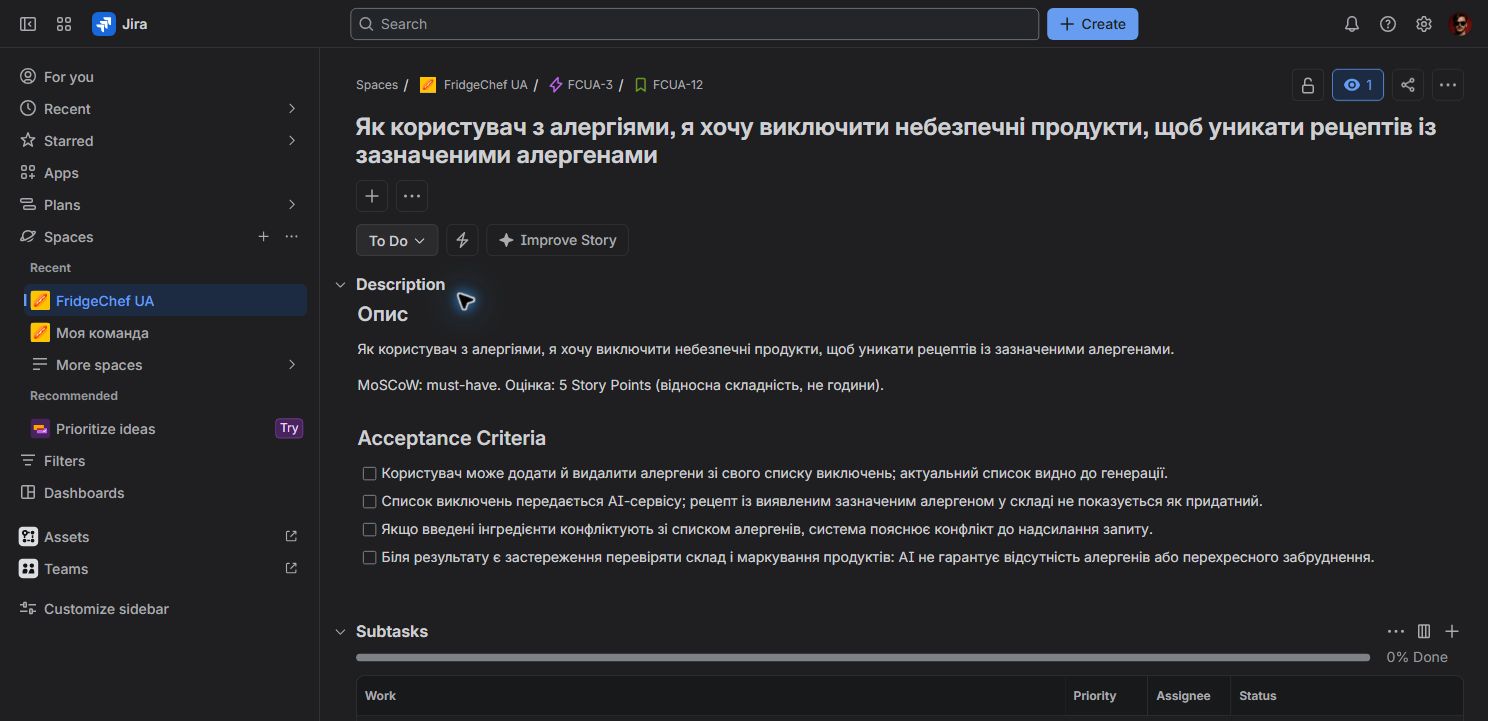 Jira
Search
Create
For you
Recent
Starred
Apps
Plans
Spaces
Recent
FridgeChef UA
Моя команда
More spaces
Recommended
Prioritize ideas
Try
Filters
Dashboards
Assets
Teams
Customize sidebar
Spaces / FridgeChef UA / FCUA-3 / FCUA-12
1
Як користувач з алергіями, я хочу виключити небезпечні продукти, щоб уникати рецептів із
зазначеними алергенами
To Do
Improve Story
Description
Опис
Як користувач з алергіями, я хочу виключити небезпечні продукти, щоб уникати рецептів із зазначеними алергенами.
MoSCoW: must-have. Оцінка: 5 Story Points (відносна складність, не години).
Acceptance Criteria
Користувач може додати й видалити алергени зі свого списку виключень; актуальний список видно до генерації.
Список виключень передається AI-сервісу; рецепт із виявленим зазначеним алергеном у складі не показується як придатний.
Якщо введені інгредієнти конфліктують зі списком алергенів, система пояснює конфлікт до надсилання запиту.
Біля результату є застереження перевіряти склад і маркування продуктів: AI не гарантує відсутність алергенів або перехресного забруднення.
Subtasks
0% Done
Work
Priority
Assignee
Status